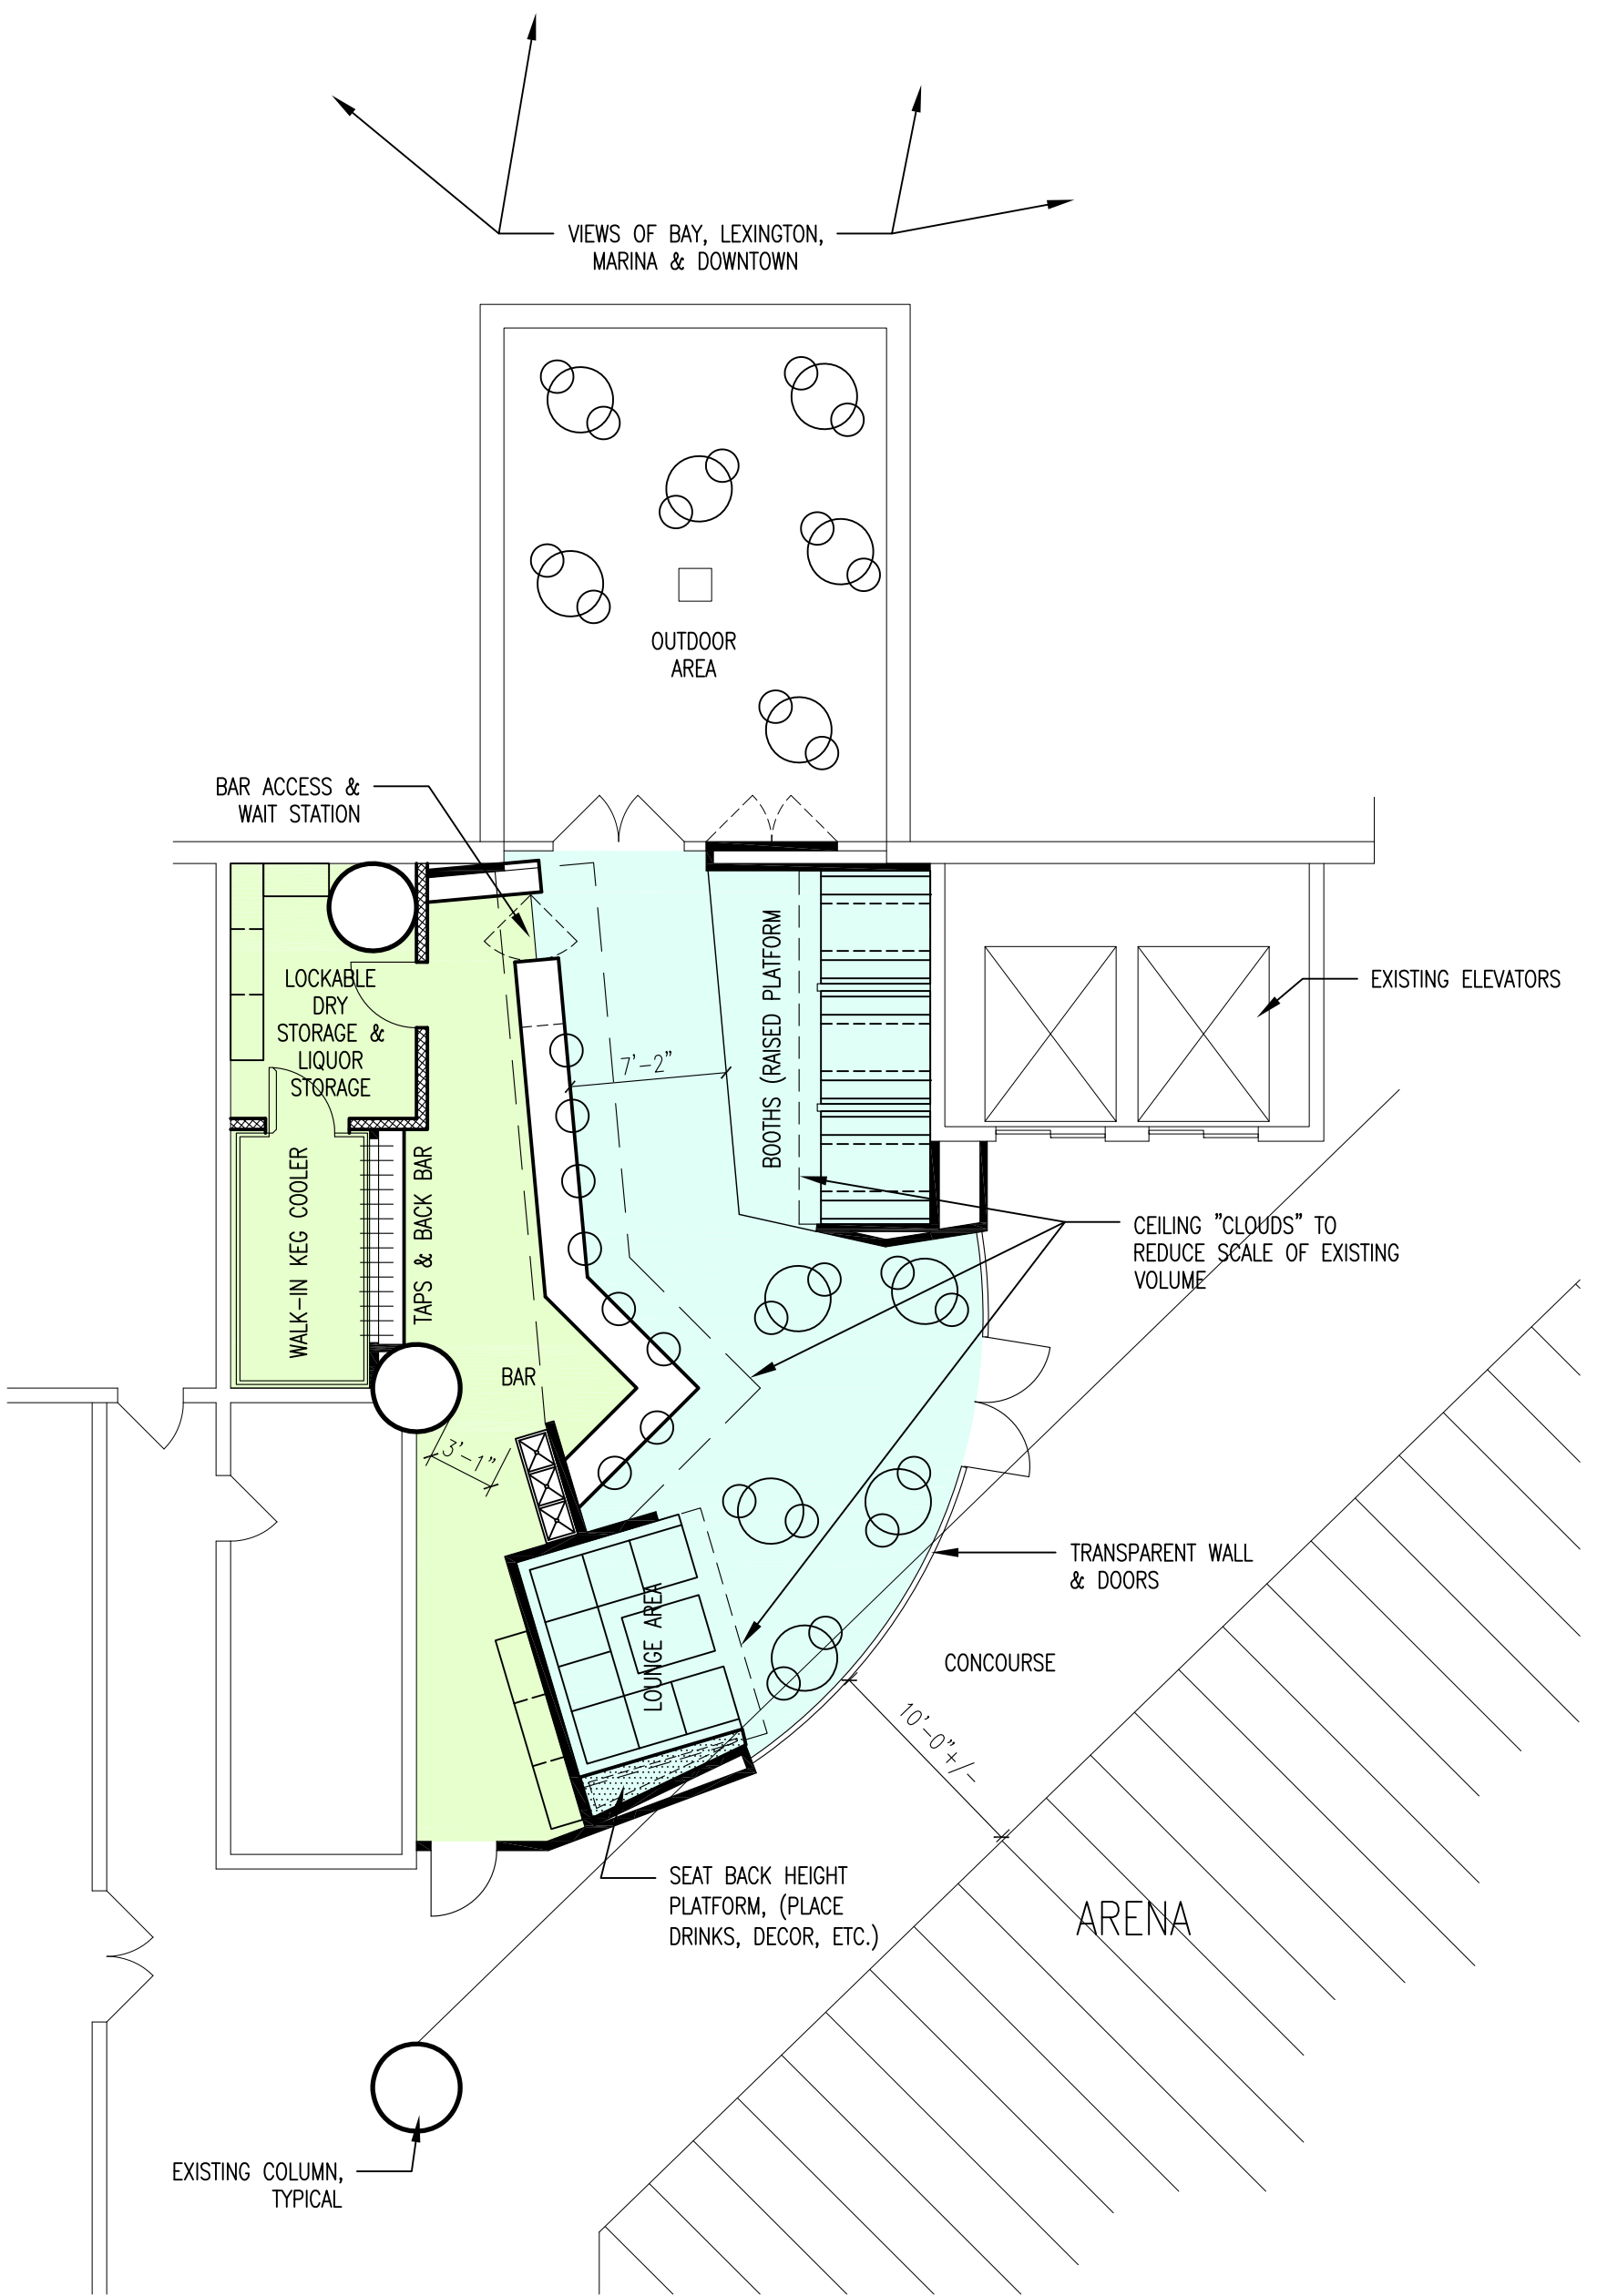 VIEWS OF BAY, LEXINGTON,
MARINA & DOWNTOWN
OUTDOOR
AREA
BAR ACCESS &
WAIT STATION
LOCKABLE
DRY
STORAGE &
LIQUOR
STORAGE
7'-2"
BOOTHS (RAISED PLATFORM
EXISTING ELEVATORS
WALK-IN KEG COOLER
TAPS & BACK BAR
CEILING "CLOUDS" TO
REDUCE SCALE OF EXISTING
VOLUME
BAR
3'-1"
TRANSPARENT WALL
& DOORS
LOUNGE AREA
CONCOURSE
10'-0"+/-
SEAT BACK HEIGHT
PLATFORM, (PLACE
DRINKS, DECOR, ETC.)
ARENA
EXISTING COLUMN,
TYPICAL